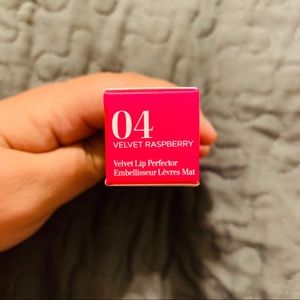 04
VELVET RASPBERRY
Velvet Lip Perfector
Embellisseur Lèvres Mat